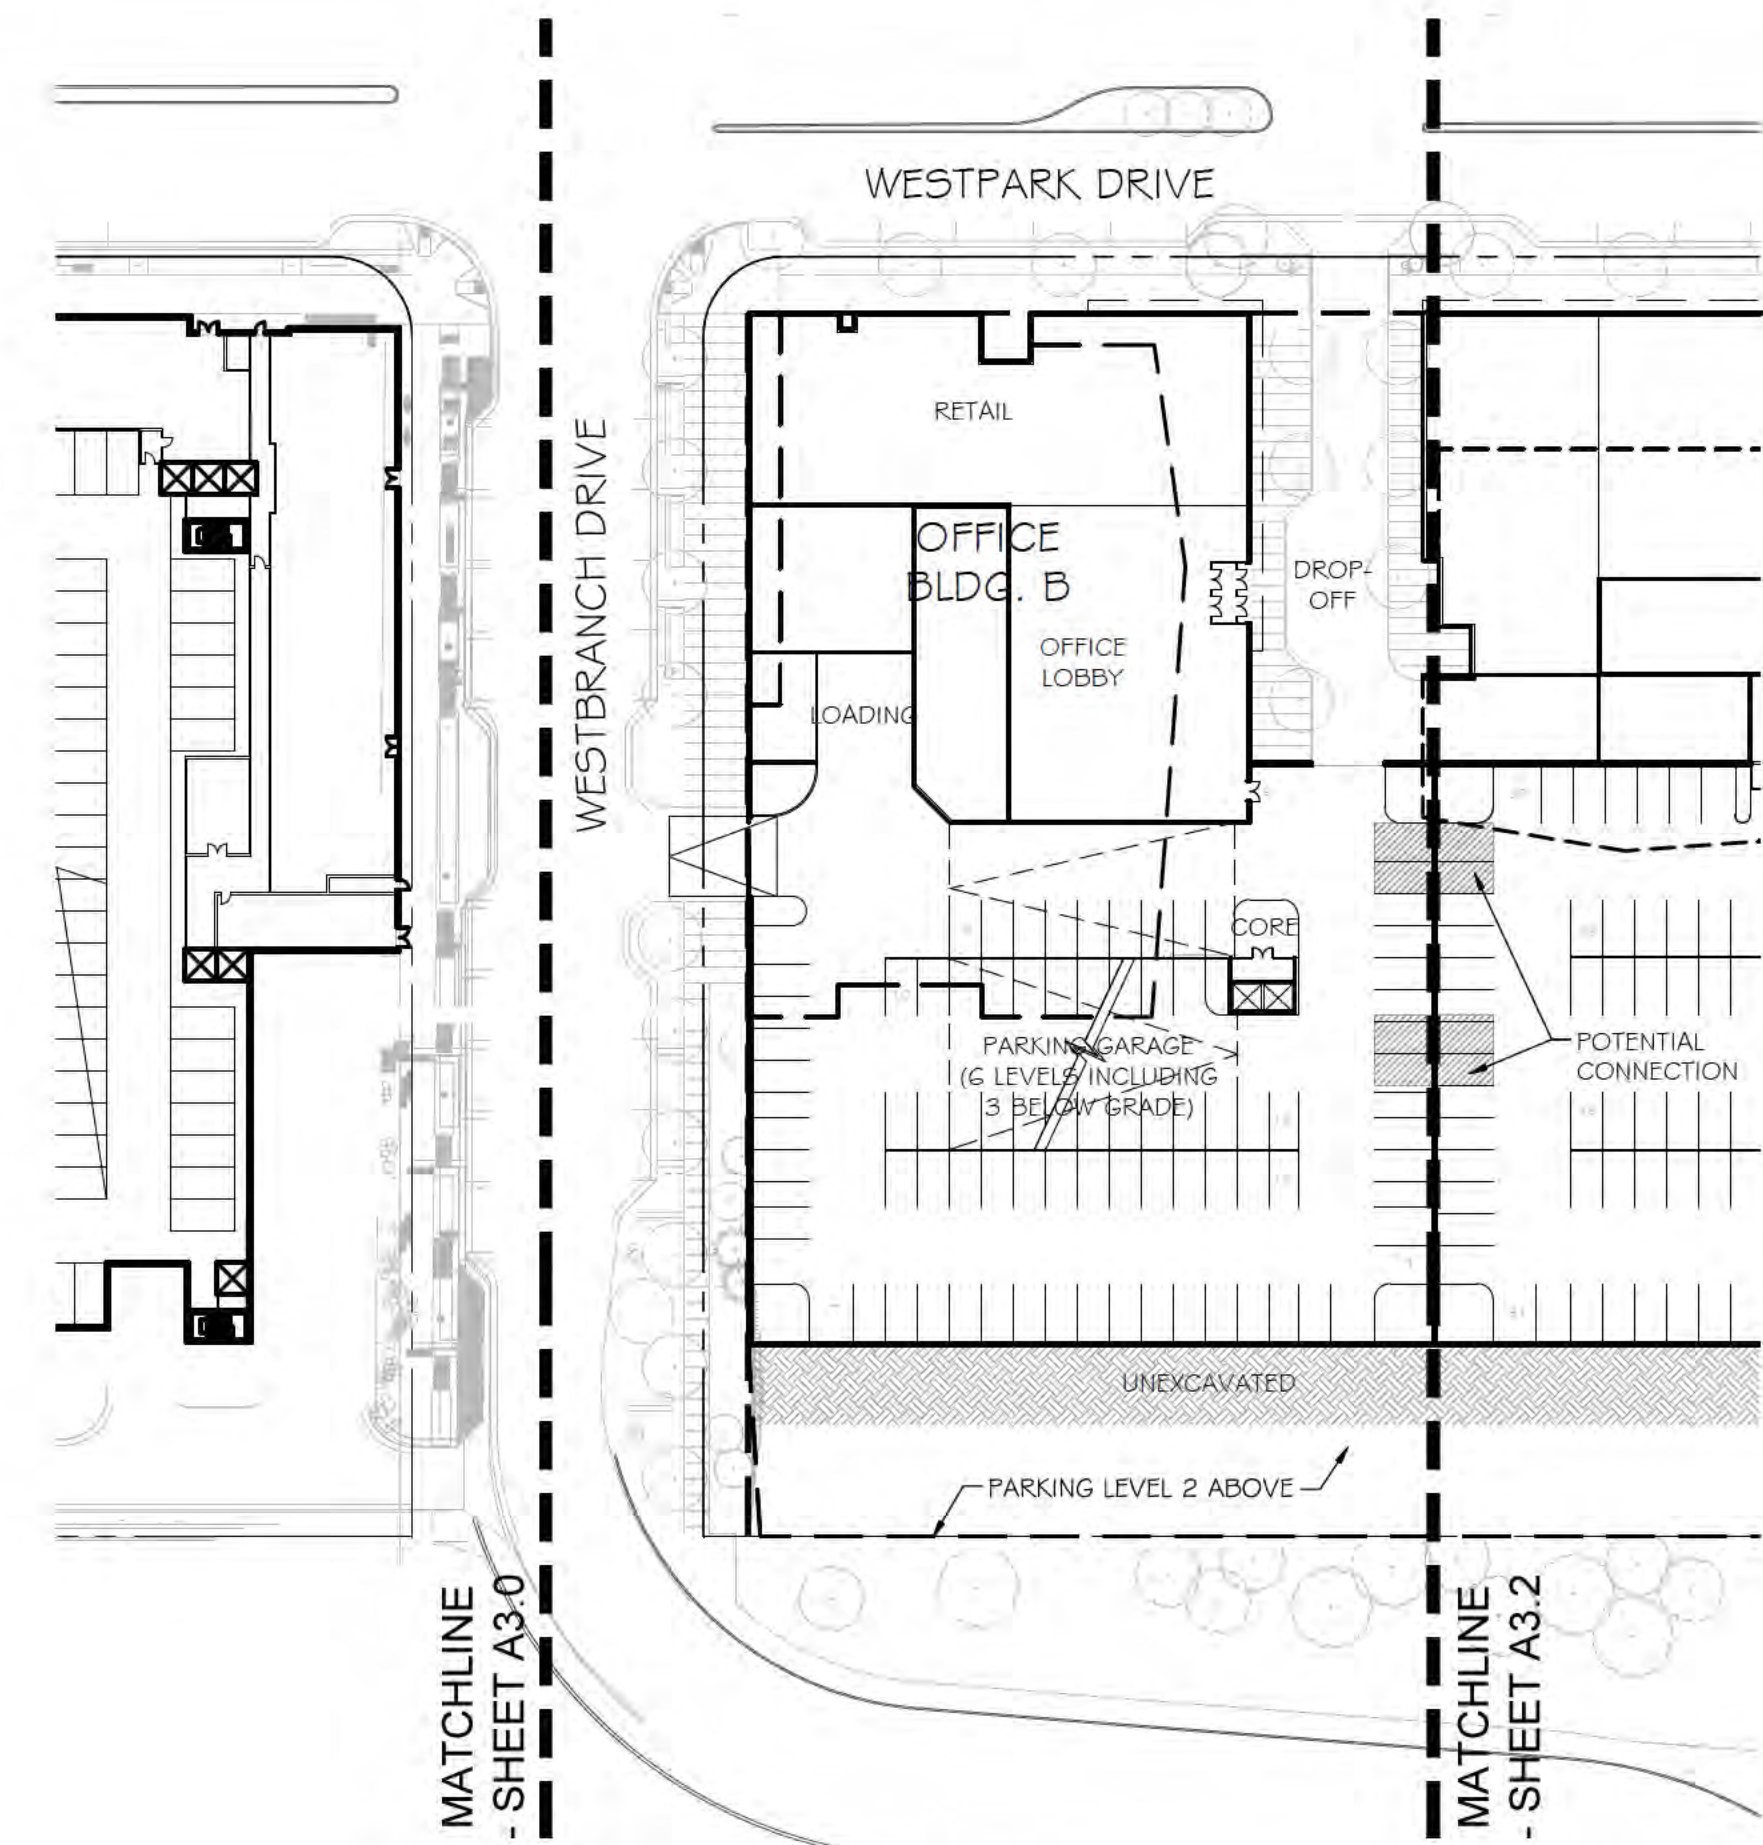 WESTPARK DRIVE
WESTBRANCH DRIVE
RETAIL
OFFICE
BLDG. B
DROP-
OFF
OFFICE
LOBBY
LOADING
CORE
PARKING GARAGE
(6 LEVELS INCLUDING
3 BELOW GRADE)
POTENTIAL
CONNECTION
UNEXCAVATED
PARKING LEVEL 2 ABOVE
MATCHLINE
- SHEET A3.0
MATCHLINE
- SHEET A3.2